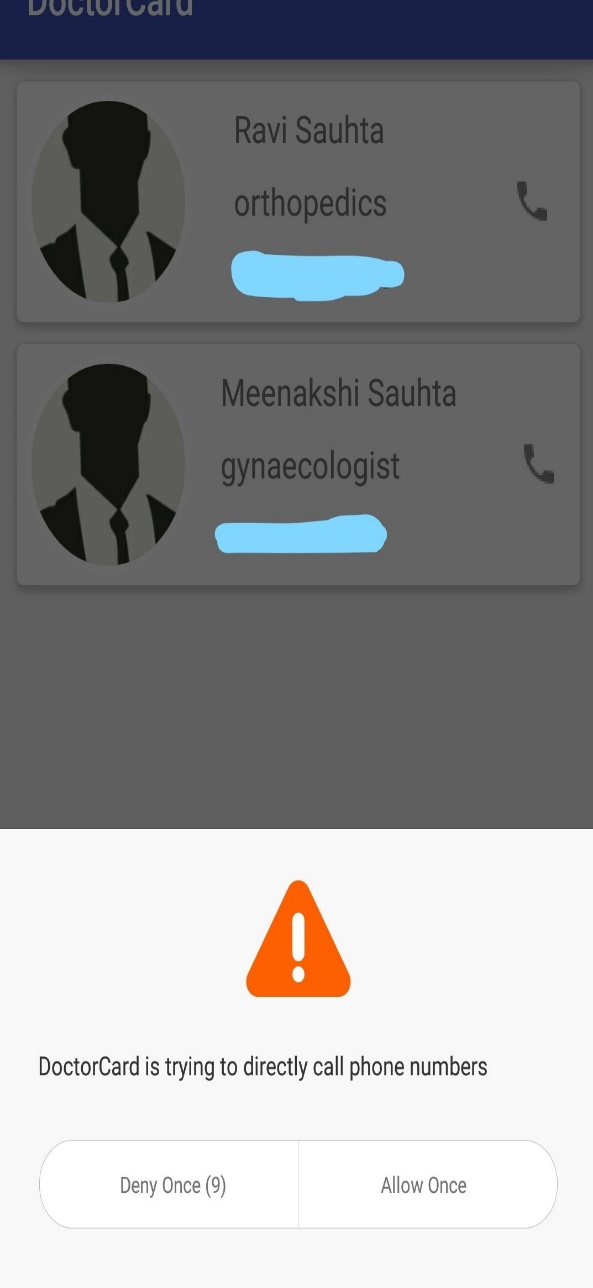 DoctorCard
Ravi Sauhta
orthopedics
Meenakshi Sauhta
gynaecologist
DoctorCard is trying to directly call phone numbers
Deny Once (9)
Allow Once